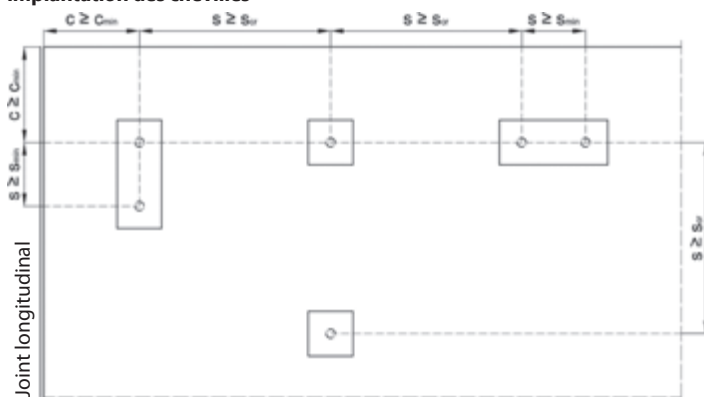 Implantation des chevilles
c ≥ cmin
s ≥ scr
s ≥ scr
s ≥ smin
c ≥ cmin
s ≥ smin
s ≥ scr
Joint longitudinal